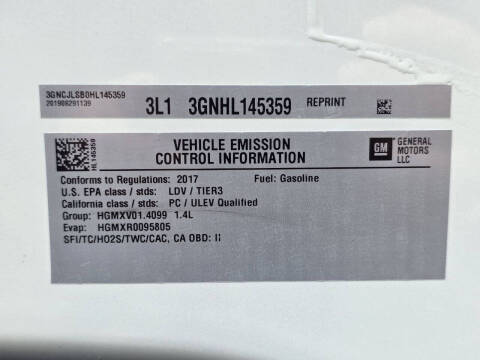 3GNCJLSB0HL145359
201908291139
3L1 3GNHL145359 REPRINT
HL145359
VEHICLE EMISSION
CONTROL INFORMATION
GM GENERAL
MOTORS
LLC
Conforms to Regulations: 2017 Fuel: Gasoline
U.S. EPA class / stds: LDV / TIER3
California class / stds: PC / ULEV Qualified
Group: HGMXV01.4099 1.4L
Evap: HGMXR0095805
SFI/TC/HO2S/TWC/CAC, CA OBD: II